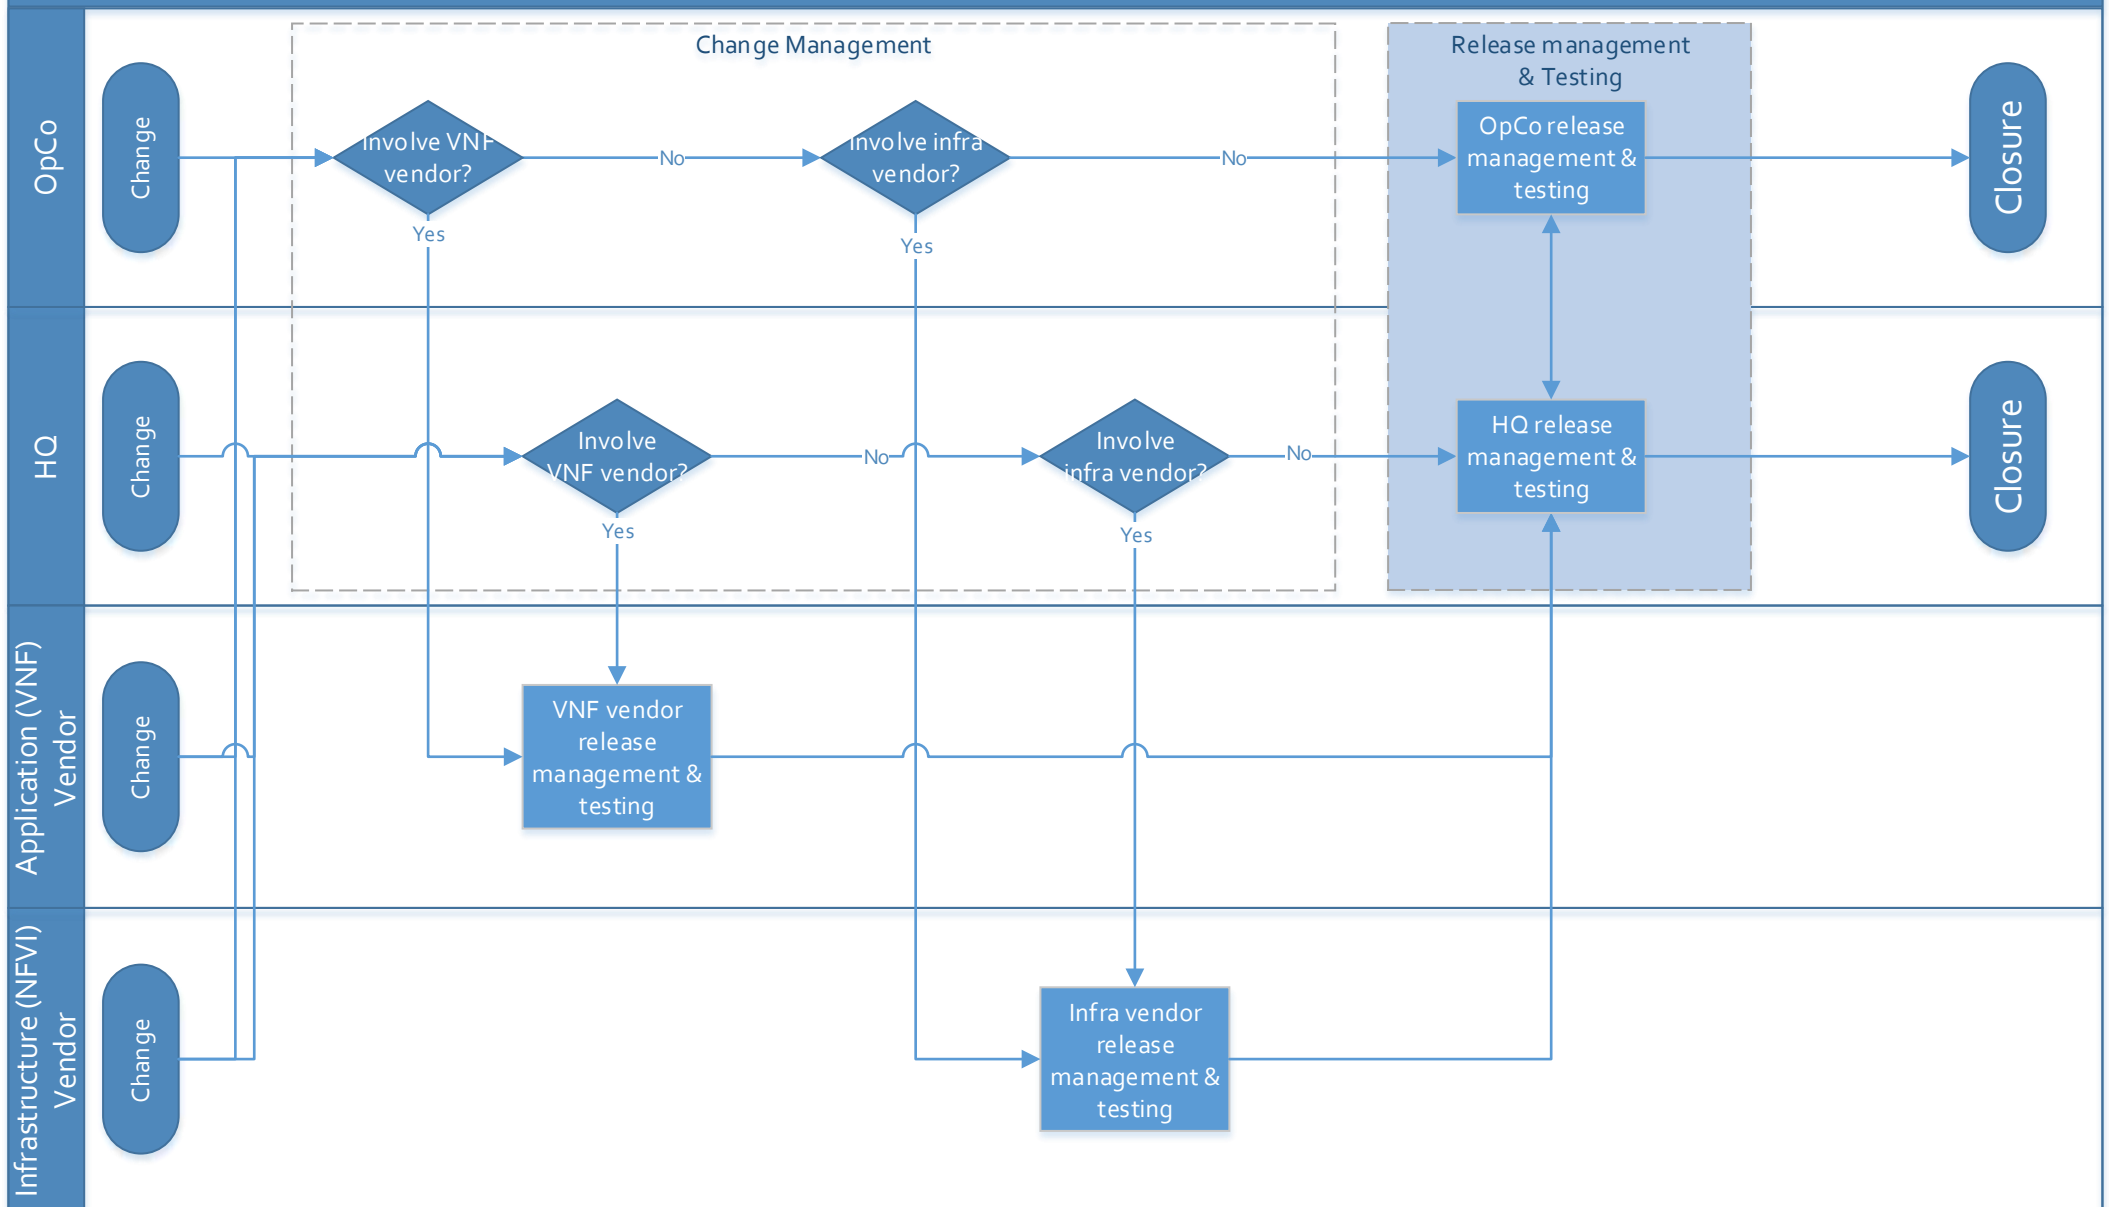 Change Management
Release management
& Testing
OpCo
Change
Involve VNF
vendor?
No
Involve infra
vendor?
No
OpCo release
management &
testing
Closure
Yes
Yes
HQ
Change
Involve
VNF vendor?
No
Involve
infra vendor?
No
HQ release
management &
testing
Closure
Yes
Yes
Application (VNF)
Vendor
Change
VNF vendor
release
management &
testing
Infrastructure (NFVI)
Vendor
Change
Infra vendor
release
management &
testing